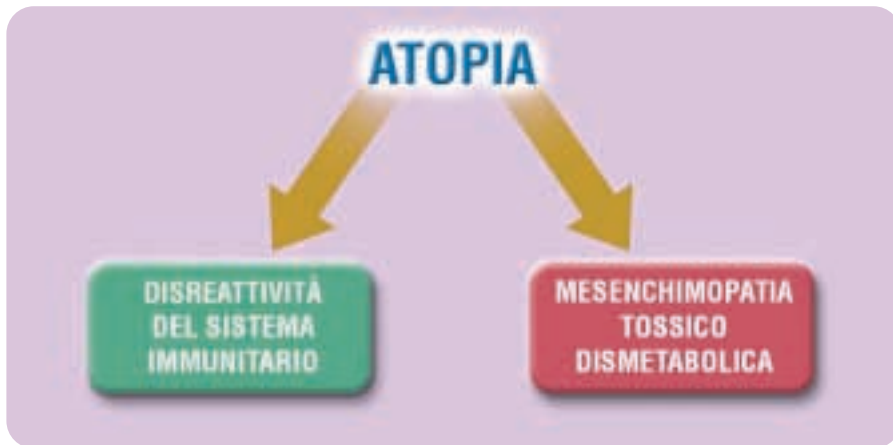 ATOPIA
DISREATTIVITÀ
DEL SISTEMA
IMMUNITARIO
MESENCHIMOPATIA
TOSSICO
DISMETABOLICA